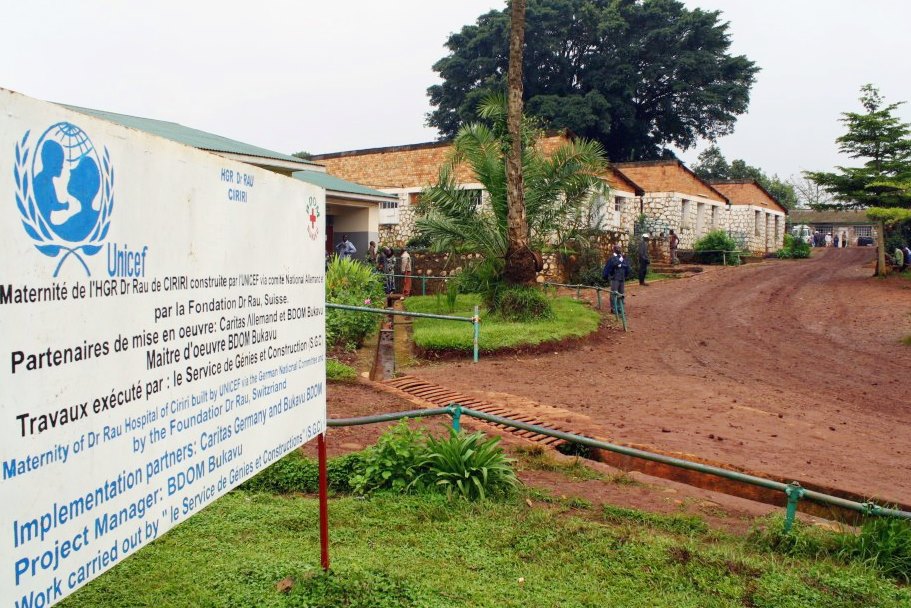 HGR DR RAU
CIRIRI
Unicef
Maternité de l'HGR Dr Rau de CIRIRI construite par l'UNICEF via comité National Allemand et
par la Fondation Dr Rau, Suisse.
Partenaires de mise en oeuvre: Caritas Allemand et BDOM Bukavu
Maitre d'oeuvre BDOM Bukavu
Travaux exécuté par : le Service de Génies et Construction (S.G.C)
Maternity of Dr Rau Hospital of Ciriri built by UNICEF via the German National Committee and
by the Foundatior Dr Rau, Switzerland
Implementation partners: Caritas Germany and Bukavu BDOM
Project Manager: BDOM Bukavu
Work carried out by " le Service de Génies et Constructions" (S.G.C)